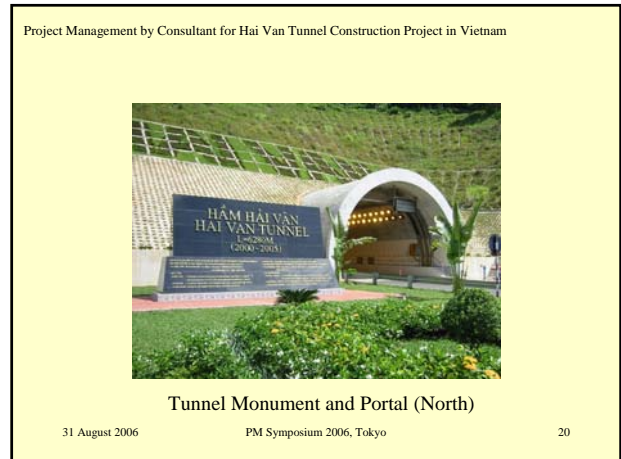 Project Management by Consultant for Hai Van Tunnel Construction Project in Vietnam
HẦM HẢI VÂN
HAI VAN TUNNEL
L=6280M
(2000-2005)
Tunnel Monument and Portal (North)
31 August 2006 PM Symposium 2006, Tokyo 20